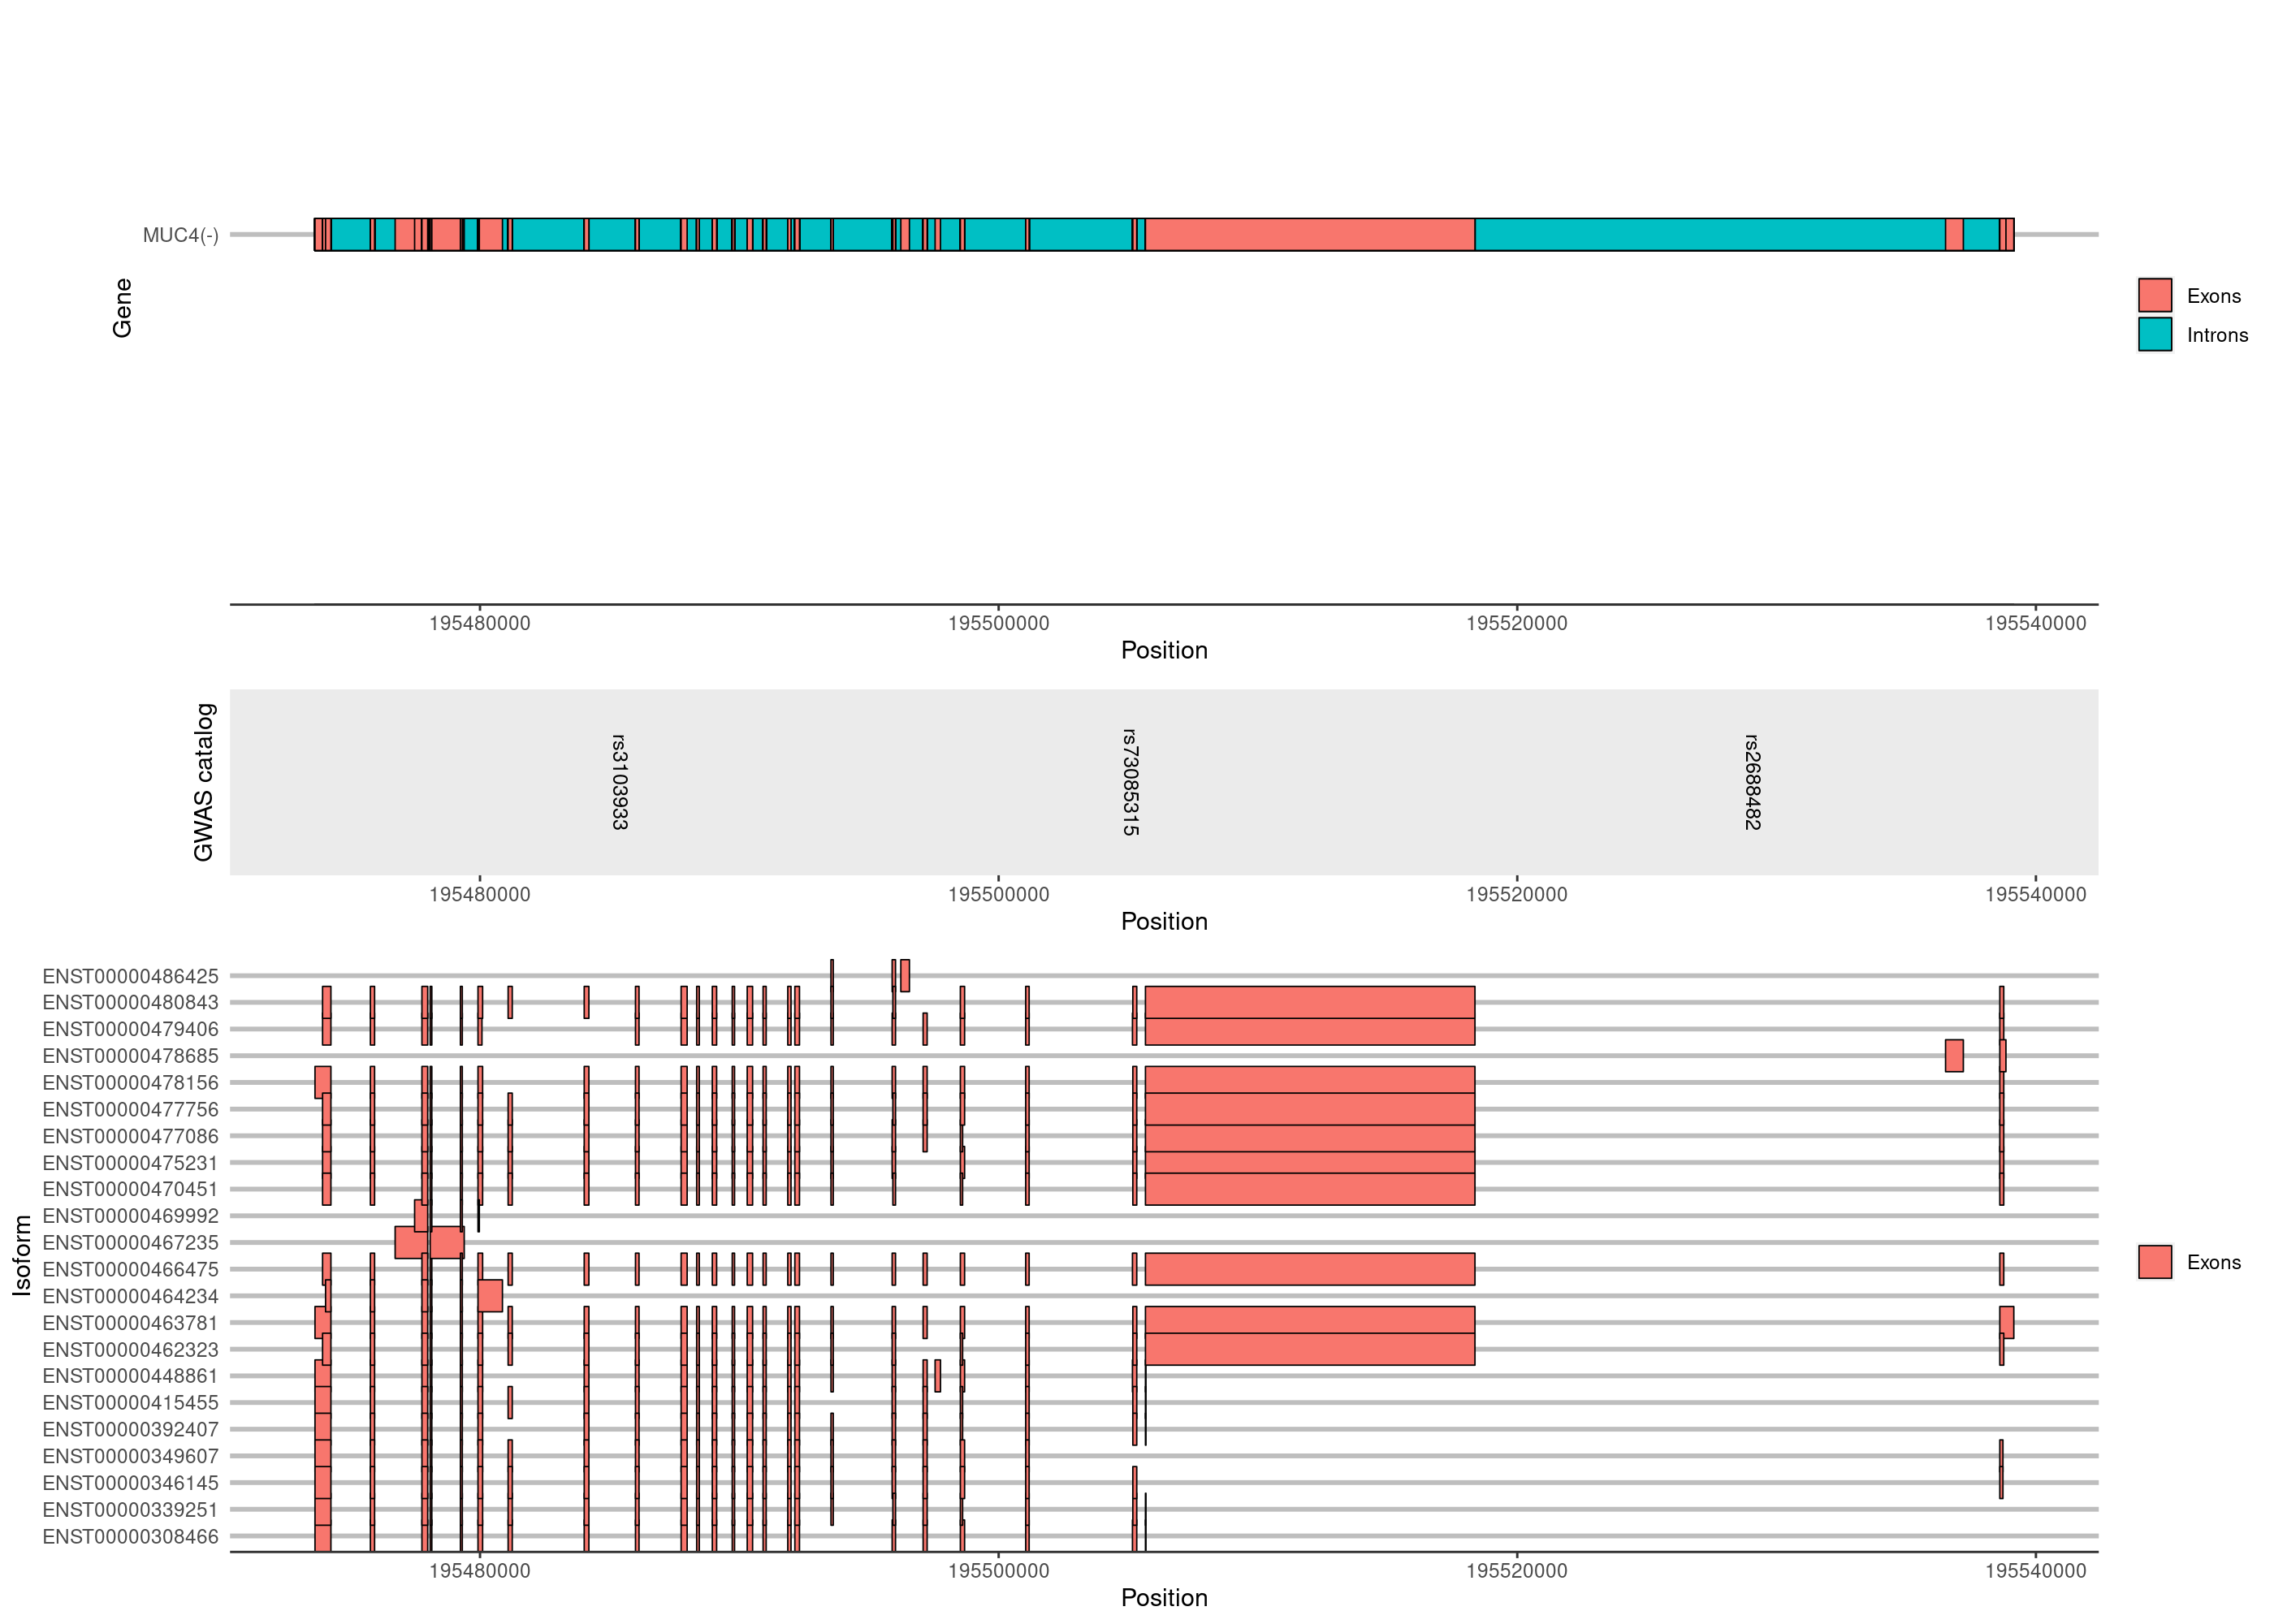 MUC4(-)
Gene
Exons
Introns
195480000 195500000 195520000 195540000
Position
GWAS catalog
rs3103933
rs73085315
rs2688482
195480000 195500000 195520000 195540000
Position
Isoform
ENST00000486425
ENST00000480843
ENST00000479406
ENST00000478685
ENST00000478156
ENST00000477756
ENST00000477086
ENST00000475231
ENST00000470451
ENST00000469992
ENST00000467235
ENST00000466475
ENST00000464234
ENST00000463781
ENST00000462323
ENST00000448861
ENST00000415455
ENST00000392407
ENST00000349607
ENST00000346145
ENST00000339251
ENST00000308466
Exons
195480000 195500000 195520000 195540000
Position